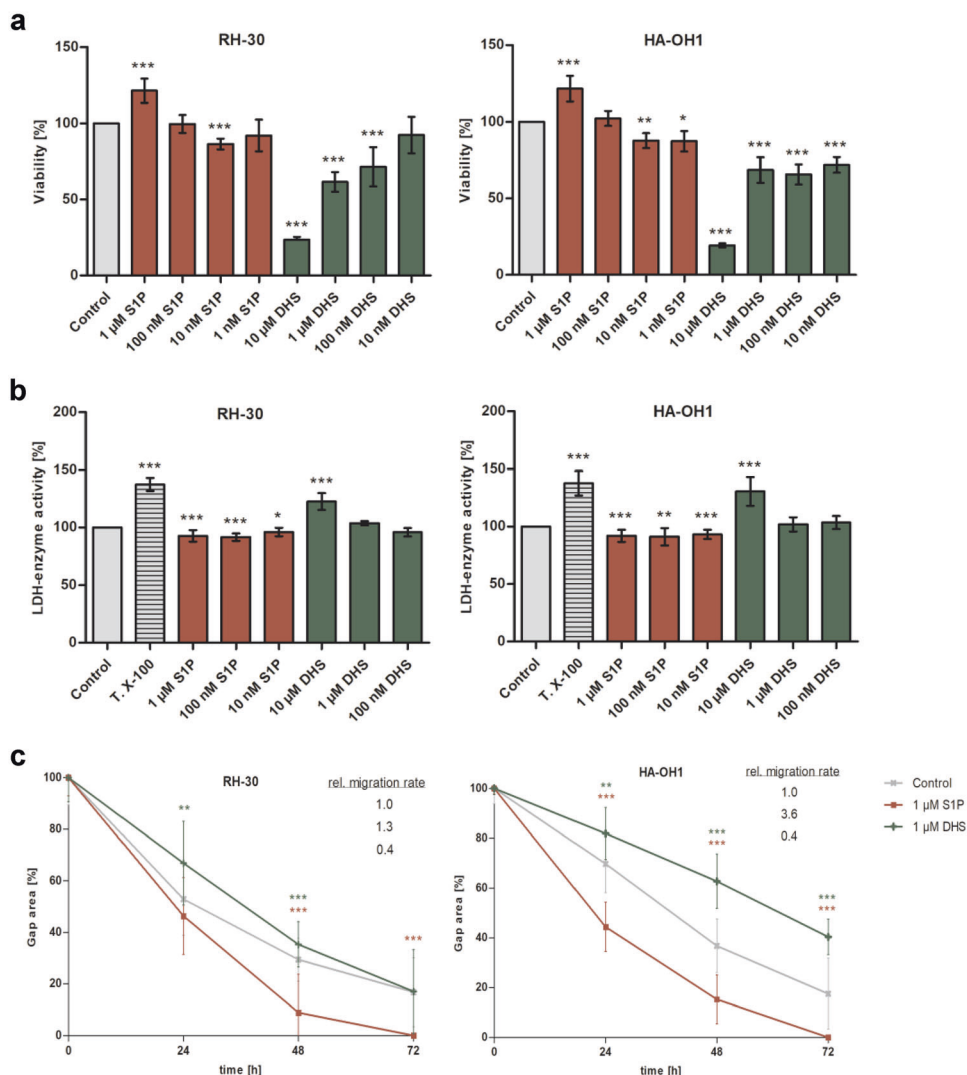 a
RH-30
Viability [%]
150
100
50
0
***
***
***
***
***
Control
1 µM S1P
100 nM S1P
10 nM S1P
1 nM S1P
10 µM DHS
1 µM DHS
100 nM DHS
10 nM DHS
HA-OH1
Viability [%]
150
100
50
0
***
**
*
***
***
***
***
Control
1 µM S1P
100 nM S1P
10 nM S1P
1 nM S1P
10 µM DHS
1 µM DHS
100 nM DHS
10 nM DHS
b
RH-30
LDH-enzyme activity [%]
200
150
100
50
0
***
***
***
*
***
Control
T. X-100
1 µM S1P
100 nM S1P
10 nM S1P
10 µM DHS
1 µM DHS
100 nM DHS
HA-OH1
LDH-enzyme activity [%]
200
150
100
50
0
***
***
**
***
***
Control
T. X-100
1 µM S1P
100 nM S1P
10 nM S1P
10 µM DHS
1 µM DHS
100 nM DHS
c
RH-30
rel. migration rate
1.0
1.3
0.4
Gap area [%]
100
80
60
40
20
0
**
***
***
***
0
24
48
72
time [h]
HA-OH1
rel. migration rate
1.0
3.6
0.4
Gap area [%]
100
80
60
40
20
0
**
***
***
***
***
***
0
24
48
72
time [h]
Control
1 µM S1P
1 µM DHS